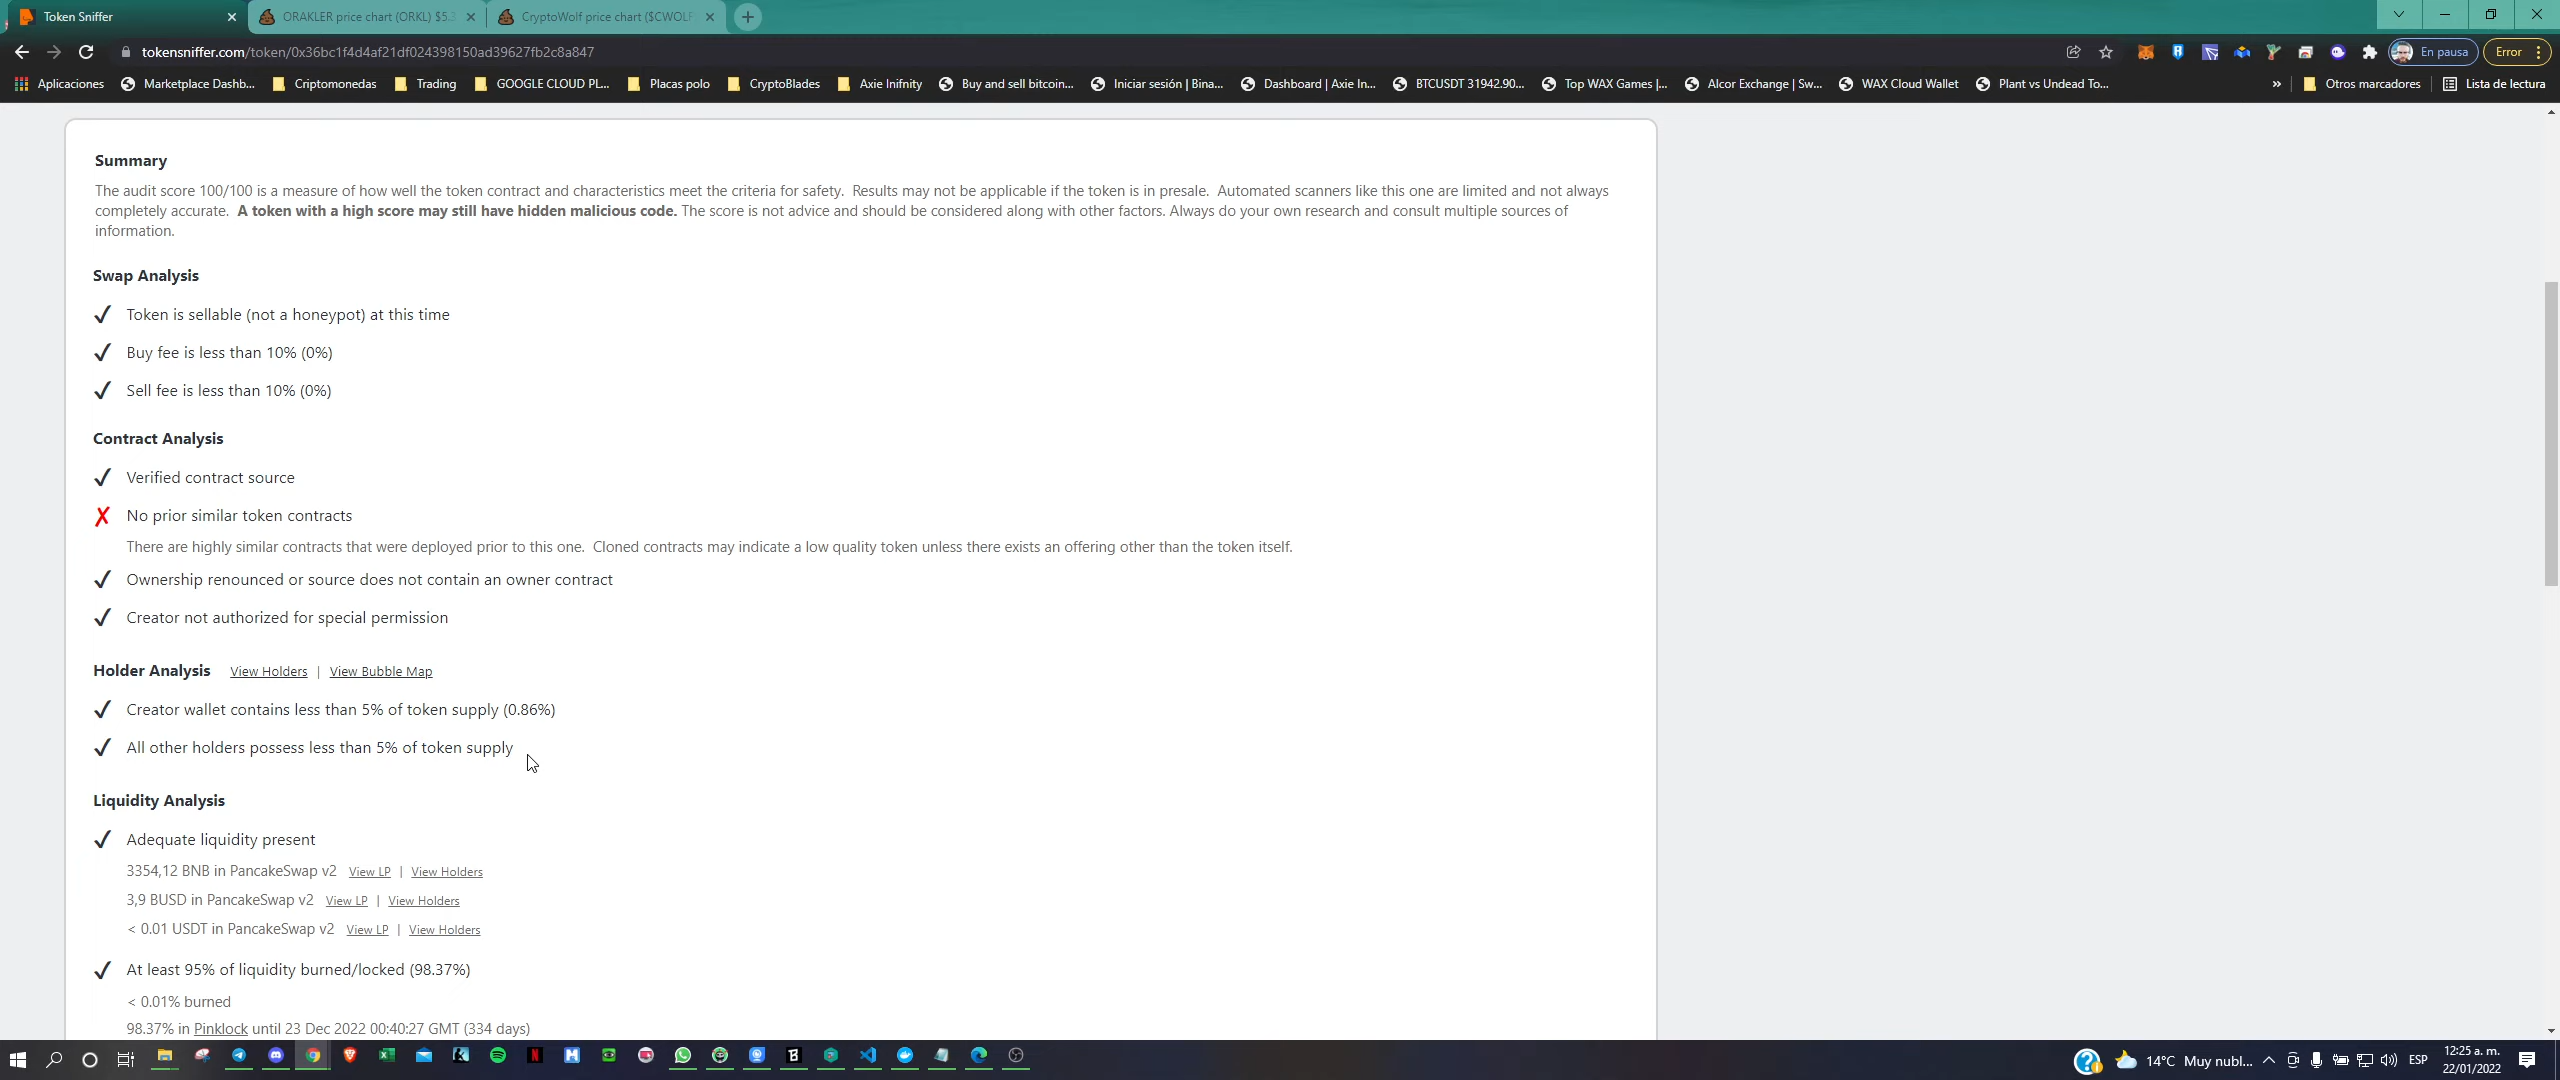 Token Sniffer
ORAKLER price chart (ORKL) $5.3
CryptoWolf price chart ($CWOLF
tokensniffer.com/token/0x36bc1f4d4af21df024398150ad39627fb2c8a847
En pausa
Error
Aplicaciones
Marketplace Dashb...
Criptomonedas
Trading
GOOGLE CLOUD PL...
Placas polo
CryptoBlades
Axie Inifnity
Buy and sell bitcoin...
Iniciar sesión | Bina...
Dashboard | Axie In...
BTCUSDT 31942.90...
Top WAX Games |...
Alcor Exchange | Sw...
WAX Cloud Wallet
Plant vs Undead To...
»
Otros marcadores
Lista de lectura
Summary
The audit score 100/100 is a measure of how well the token contract and characteristics meet the criteria for safety. Results may not be applicable if the token is in presale. Automated scanners like this one are limited and not always
completely accurate. A token with a high score may still have hidden malicious code. The score is not advice and should be considered along with other factors. Always do your own research and consult multiple sources of
information.
Swap Analysis
Token is sellable (not a honeypot) at this time
Buy fee is less than 10% (0%)
Sell fee is less than 10% (0%)
Contract Analysis
Verified contract source
No prior similar token contracts
There are highly similar contracts that were deployed prior to this one. Cloned contracts may indicate a low quality token unless there exists an offering other than the token itself.
Ownership renounced or source does not contain an owner contract
Creator not authorized for special permission
Holder Analysis View Holders | View Bubble Map
Creator wallet contains less than 5% of token supply (0.86%)
All other holders possess less than 5% of token supply
Liquidity Analysis
Adequate liquidity present
3354,12 BNB in PancakeSwap v2 View LP | View Holders
3,9 BUSD in PancakeSwap v2 View LP | View Holders
< 0.01 USDT in PancakeSwap v2 View LP | View Holders
At least 95% of liquidity burned/locked (98.37%)
< 0.01% burned
98.37% in Pinklock until 23 Dec 2022 00:40:27 GMT (334 days)
14°C Muy nubl...
ESP
12:25 a. m.
22/01/2022